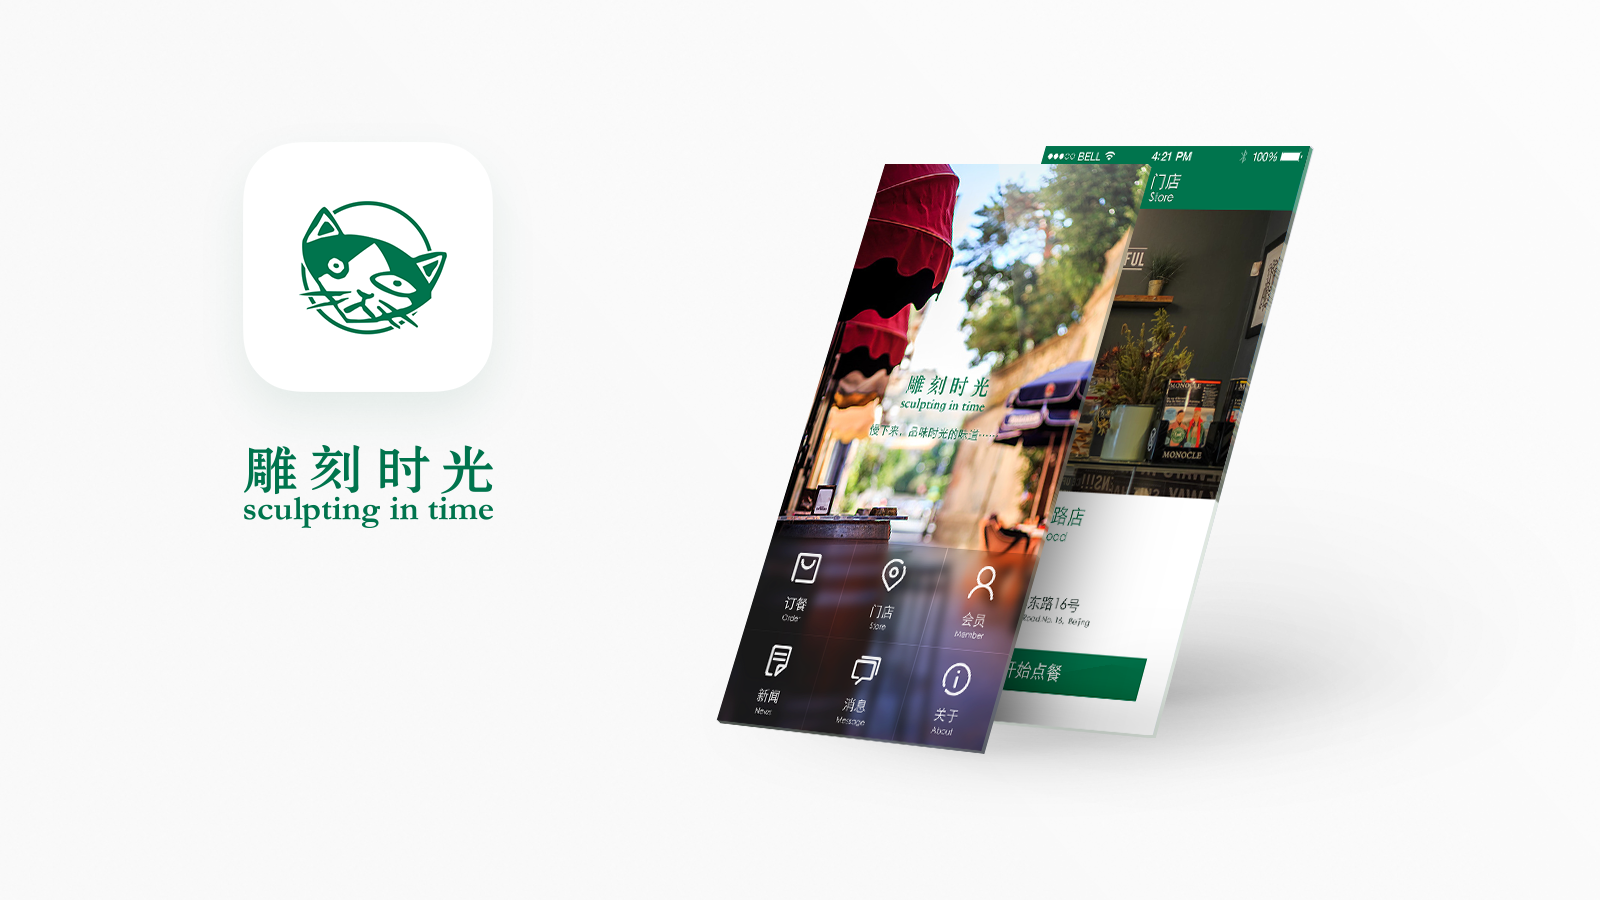 雕刻时光
sculpting in time
雕刻时光
sculpting in time
慢下来，品味时光的味道……
订餐
Order
门店
Store
会员
Member
新闻
News
消息
Message
关于
About
BELL
4:21 PM
100%
门店
Store
FUL
MONOCLE
MONOCLE
路店
ood
东路16号
Road No. 16, Beijing
开始点餐